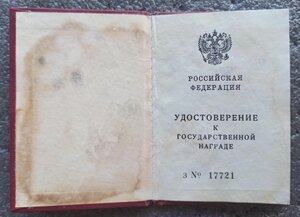 РОССИЙСКАЯ
ФЕДЕРАЦИЯ
УДОСТОВЕРЕНИЕ
К
ГОСУДАРСТВЕННОЙ
НАГРАДЕ
З № 17721